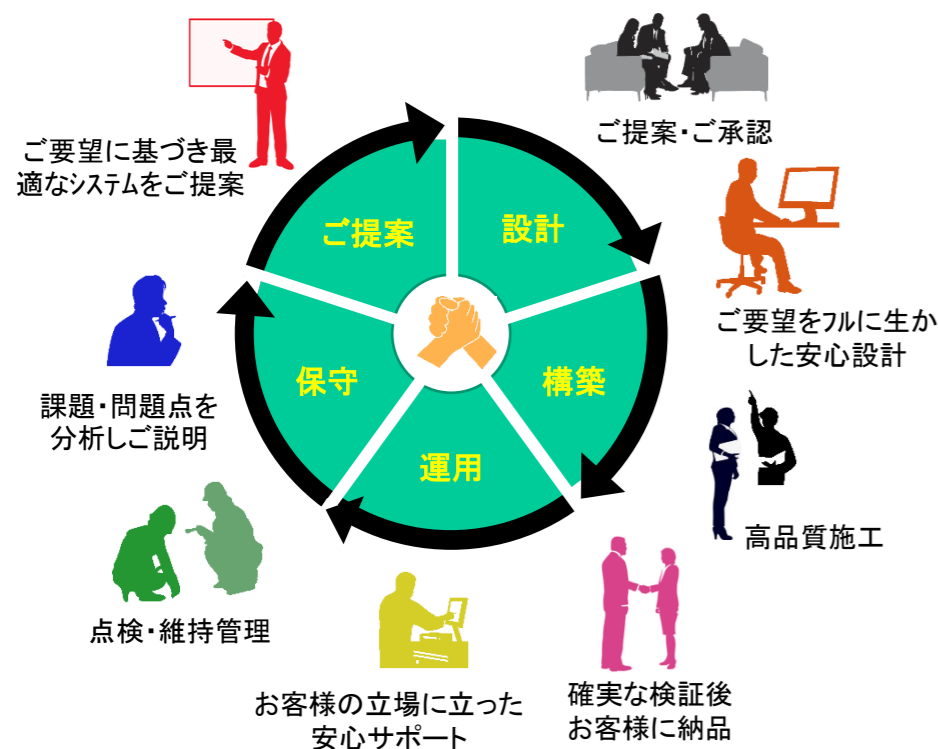 ご提案・ご承認
ご要望に基づき最
適なｼｽﾃﾑをご提案
ご提案
設計
ご要望をﾌﾙに生か
した安心設計
保守
構築
課題・問題点を
分析しご説明
運用
高品質施工
点検・維持管理
お客様の立場に立った
安心サポート
確実な検証後
お客様に納品